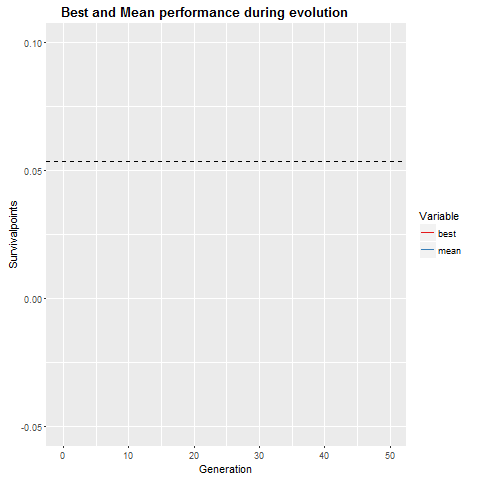 Best and Mean performance during evolution
0.10
0.05
0.00
-0.05
Survivalpoints
0
10
20
30
40
50
Generation
Variable
best
mean